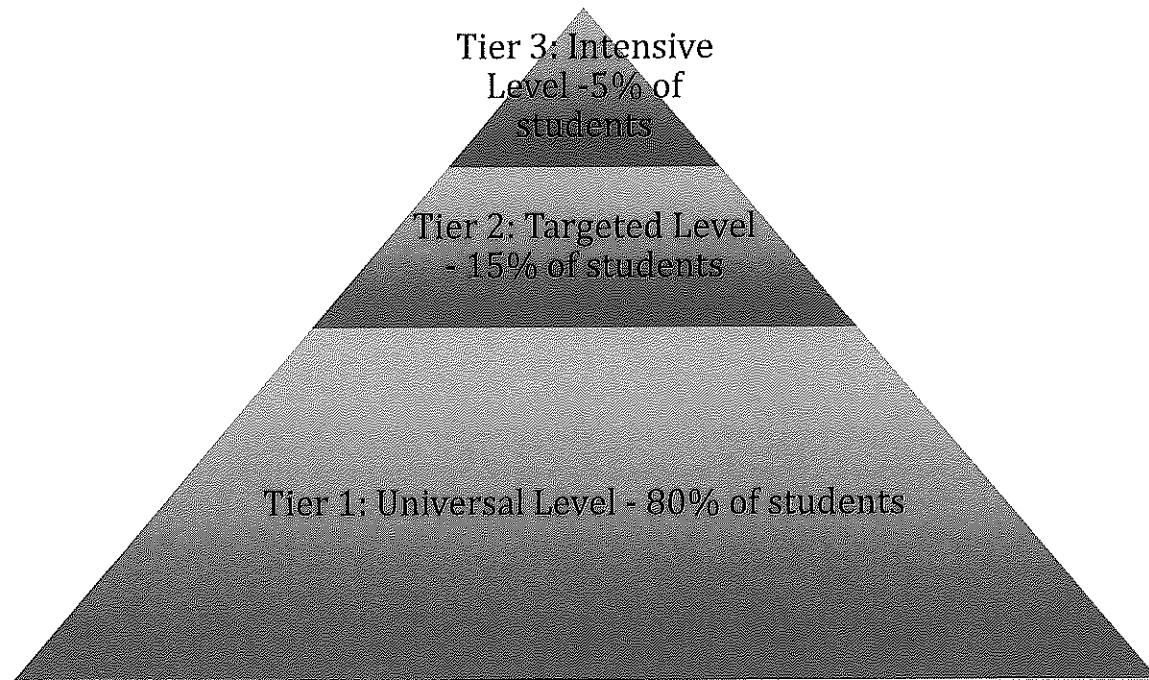 Tier 3: Intensive
Level -5% of
students
Tier 2: Targeted Level
- 15% of students
Tier 1: Universal Level - 80% of students